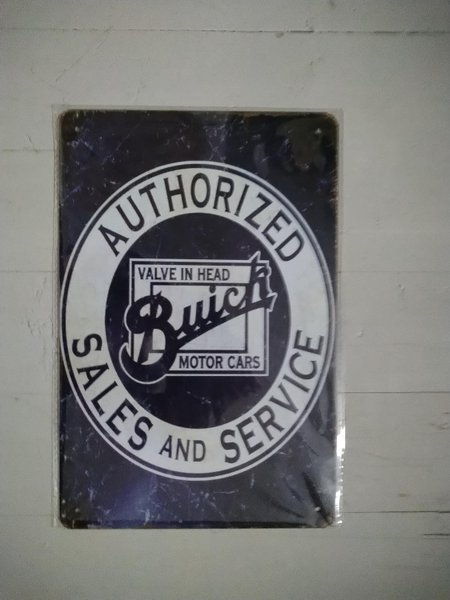 AUTHORIZED
VALVE IN HEAD
Buick
MOTOR CARS
SALES AND SERVICE